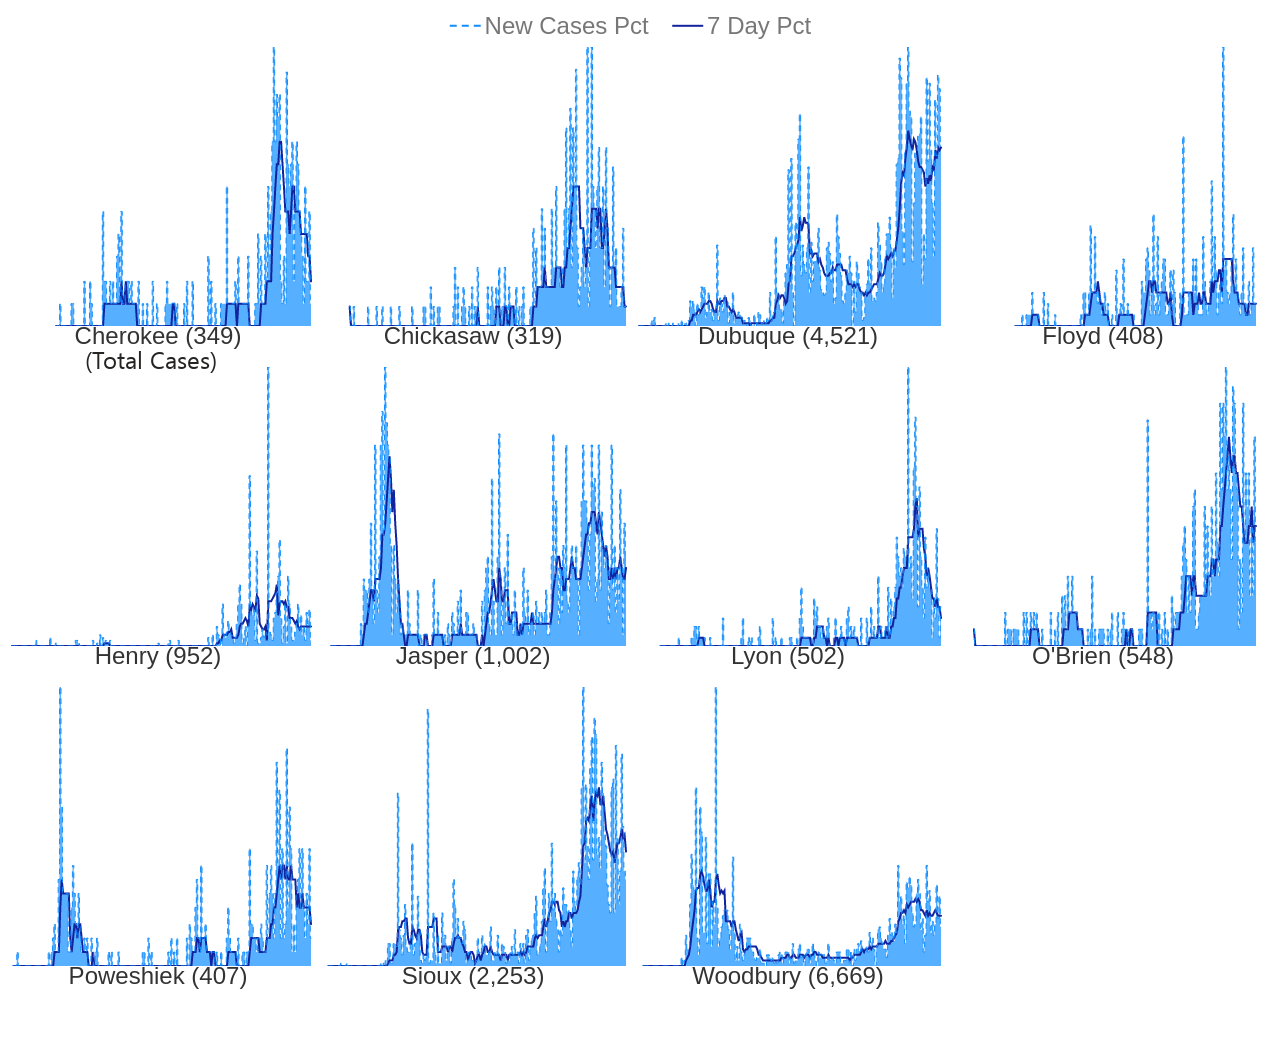 New Cases Pct 7 Day Pct
Cherokee (349) Chickasaw (319) Dubuque (4,521) Floyd (408)
(Total Cases)
Henry (952) Jasper (1,002) Lyon (502) O'Brien (548)
Poweshiek (407) Sioux (2,253) Woodbury (6,669)